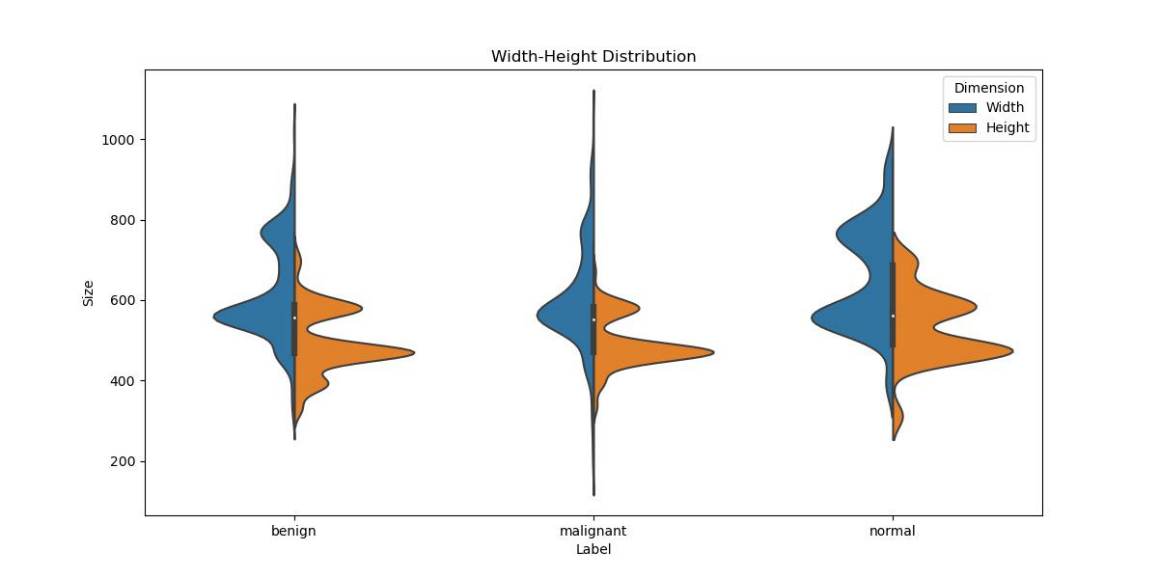 Width-Height Distribution
Dimension
Width
Height
1000
800
600
400
200
Size
benign
malignant
normal
Label